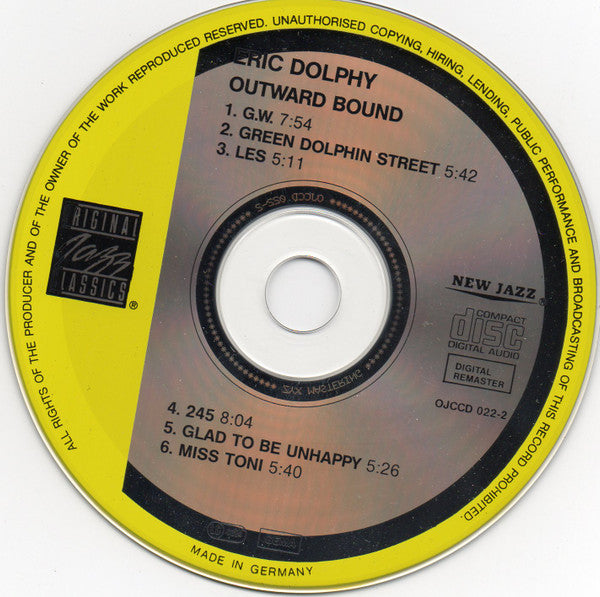 ALL RIGHTS OF THE PRODUCER AND OF THE OWNER OF THE WORK REPRODUCED RESERVED. UNAUTHORISED COPYING, HIRING, LENDING, PUBLIC PERFORMANCE AND BROADCASTING OF THIS RECORD PROHIBITED.
ERIC DOLPHY
OUTWARD BOUND
1. G.W. 7:54
2. GREEN DOLPHIN STREET 5:42
3. LES 5:11
ORIGINAL
Jazz
CLASSICS®
NEW JAZZ®
COMPACT
disc
DIGITAL AUDIO
DIGITAL
REMASTER
OJCCD 022-2
4. 245 8:04
5. GLAD TO BE UNHAPPY 5:26
6. MISS TONI 5:40
GEMA
MADE IN GERMANY